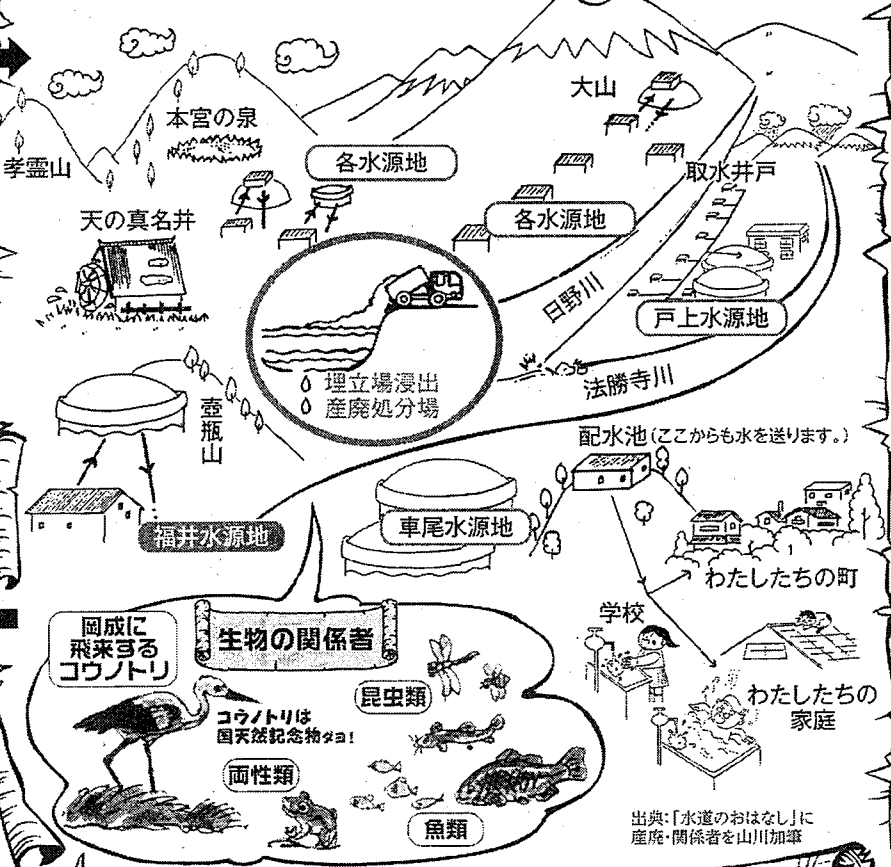 大山
本宮の泉
孝霊山
各水源地
取水井戸
天の真名井
各水源地
日野川
戸上水源地
埋立場浸出
産廃処分場
法勝寺川
壺瓶山
配水池(ここからも水を送ります。)
福井水源地
車尾水源地
わたしたちの町
学校
岡成に
飛来する
コウノトリ
生物の関係者
昆虫類
わたしたちの
家庭
コウノトリは
国天然記念物ダヨ!
両性類
魚類
出典:「水道のおはなし」に
産廃・関係者を山川加筆